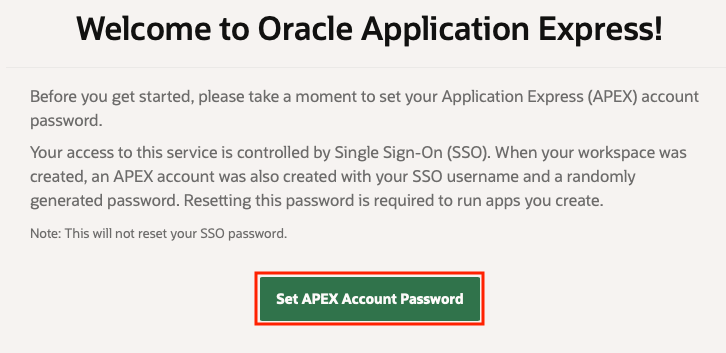 Welcome to Oracle Application Express!
Before you get started, please take a moment to set your Application Express (APEX) account
password.
Your access to this service is controlled by Single Sign-On (SSO). When your workspace was
created, an APEX account was also created with your SSO username and a randomly
generated password. Resetting this password is required to run apps you create.
Note: This will not reset your SSO password.
Set APEX Account Password